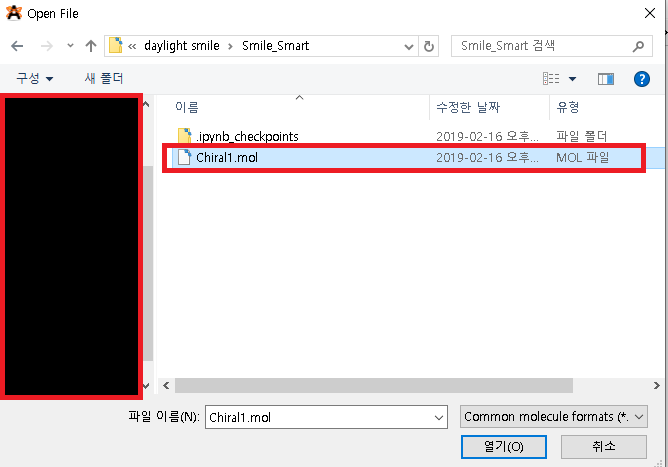 Open File
« daylight smile > Smile_Smart
Smile_Smart 검색
구성
새 폴더
이름 수정한 날짜 유형
.ipynb_checkpoints 2019-02-16 오후... 파일 폴더
Chiral1.mol 2019-02-16 오후... MOL 파일
파일 이름(N): Chiral1.mol Common molecule formats (*.
열기(O) 취소